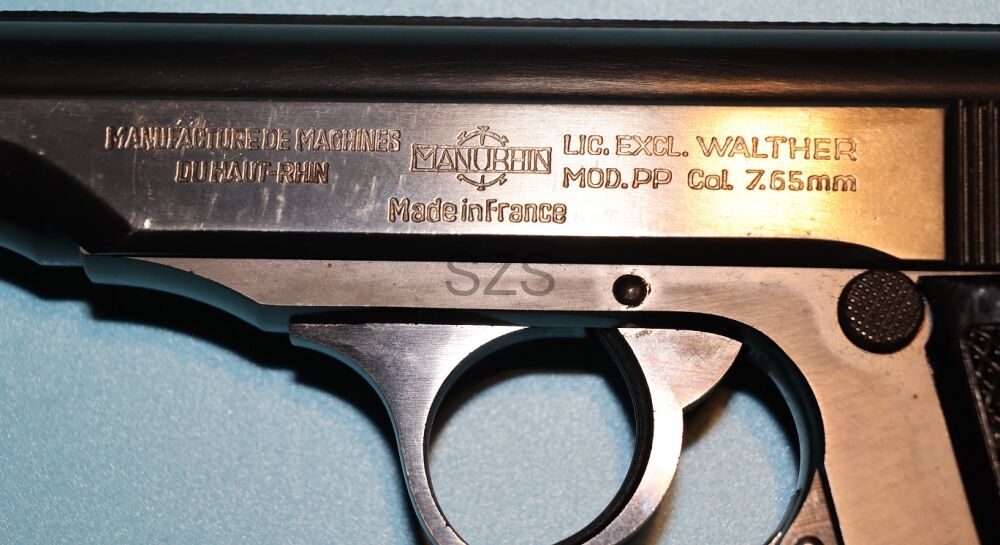 MANUFACTURE DE MACHINES
DU HAUT-RHIN
MANURHIN
LIC. EXCL. WALTHER
MOD. PP Cal. 7.65mm
Made in France
SZS